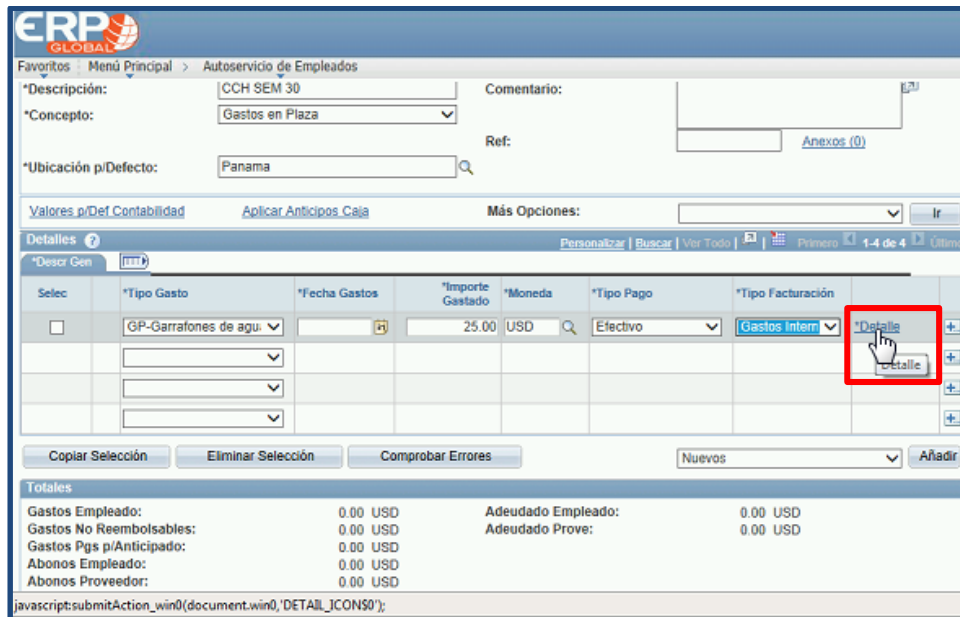 ERP
GLOBAL
Favoritos Menú Principal > Autoservicio de Empleados
*Descripción: CCH SEM 30 Comentario:
*Concepto: Gastos en Plaza
Ref: Anexos (0)
*Ubicación p/Defecto: Panama
Valores p/Def Contabilidad Aplicar Anticipos Caja Más Opciones: Ir
Detalles ? Personalizar | Buscar | Ver Todo | | Primero 1-4 de 4 Último
*Descr Gen
Selec *Tipo Gasto *Fecha Gastos *Importe Gastado *Moneda *Tipo Pago *Tipo Facturación
GP-Garrafones de agu 25.00 USD Efectivo Gastos Intern *Detalle
Detalle
Copiar Selección Eliminar Selección Comprobar Errores Nuevos Añadir
Totales
Gastos Empleado: 0.00 USD Adeudado Empleado: 0.00 USD
Gastos No Reembolsables: 0.00 USD Adeudado Prove: 0.00 USD
Gastos Pgs p/Anticipado: 0.00 USD
Abonos Empleado: 0.00 USD
Abonos Proveedor: 0.00 USD
javascript:submitAction_win0(document.win0,'DETAIL_ICON$0');